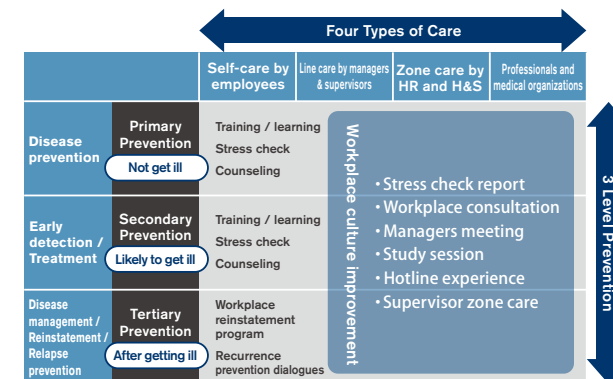 Four Types of Care
Self-care by
employees
Line care by managers
& supervisors
Zone care by
HR and H&S
Professionals and
medical organizations
Disease
prevention
Primary
Prevention
Not get ill
Training / learning
Stress check
Counseling
Early
detection /
Treatment
Secondary
Prevention
Likely to get ill
Training / learning
Stress check
Counseling
Disease
management /
Reinstatement /
Relapse
prevention
Tertiary
Prevention
After getting ill
Workplace
reinstatement
program
Recurrence
prevention dialogues
Workplace culture improvement
・Stress check report
・Workplace consultation
・Managers meeting
・Study session
・Hotline experience
・Supervisor zone care
3 Level Prevention